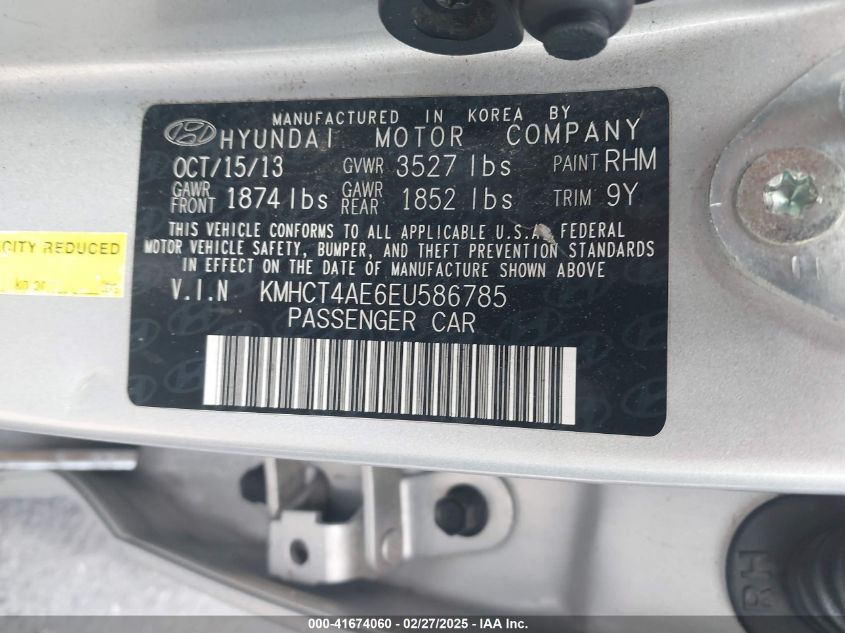 MANUFACTURED IN KOREA BY
HYUNDAI MOTOR COMPANY
OCT/15/13 GVWR 3527 lbs PAINT RHM
GAWR FRONT 1874 lbs GAWR REAR 1852 lbs TRIM 9Y
THIS VEHICLE CONFORMS TO ALL APPLICABLE U.S.A. FEDERAL
MOTOR VEHICLE SAFETY, BUMPER, AND THEFT PREVENTION STANDARDS
IN EFFECT ON THE DATE OF MANUFACTURE SHOWN ABOVE
V.I.N KMHCT4AE6EU586785
PASSENGER CAR
CITY REDUCED
RH
000-41674060 - 02/27/2025 - IAA Inc.